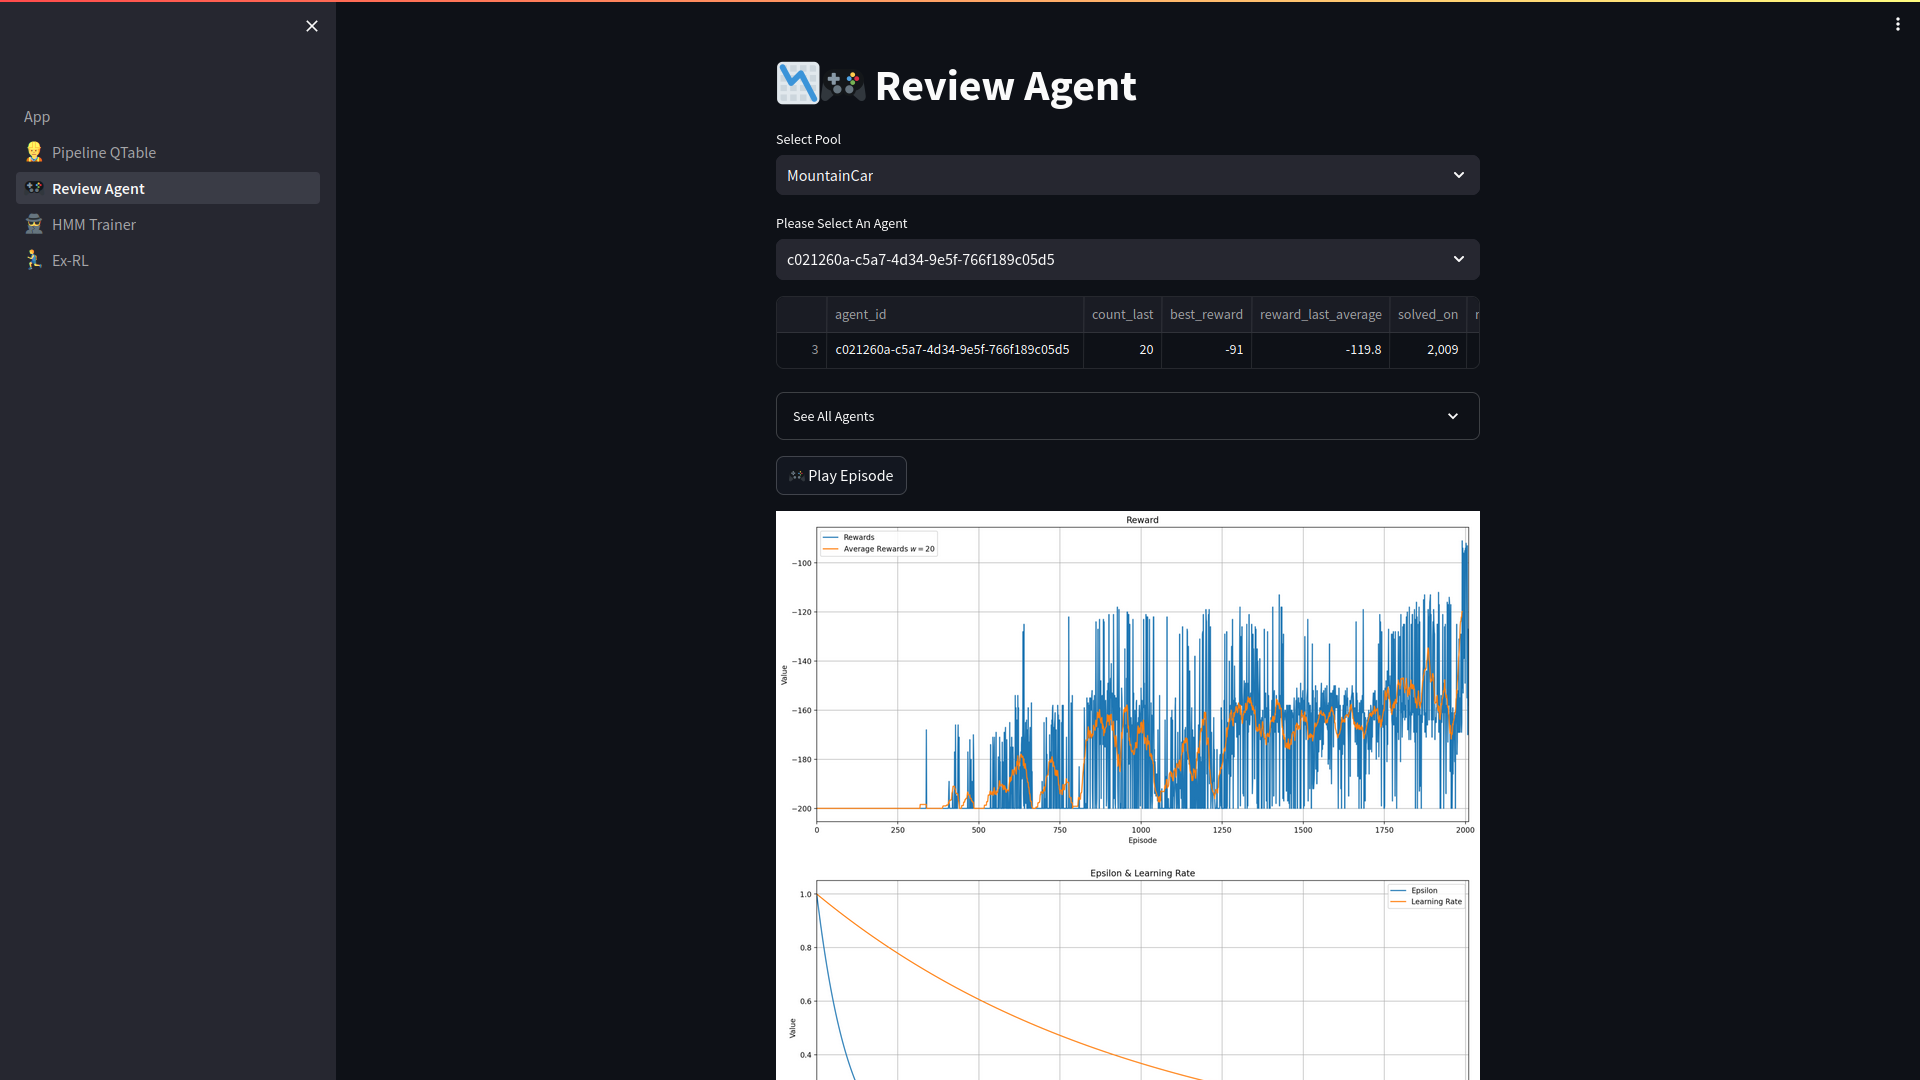 App
Pipeline QTable
Review Agent
HMM Trainer
Ex-RL
Review Agent
Select Pool
MountainCar
Please Select An Agent
c021260a-c5a7-4d34-9e5f-766f189c05d5
agent_id count_last best_reward reward_last_average solved_on r
3 c021260a-c5a7-4d34-9e5f-766f189c05d5 20 -91 -119.8 2,009
See All Agents
Play Episode
Reward
Rewards
Average Rewards w = 20
−100
−120
−140
−160
−180
−200
Value
0 250 500 750 1000 1250 1500 1750 2000
Episode
Epsilon & Learning Rate
Epsilon
Learning Rate
1.0
0.8
0.6
0.4
Value